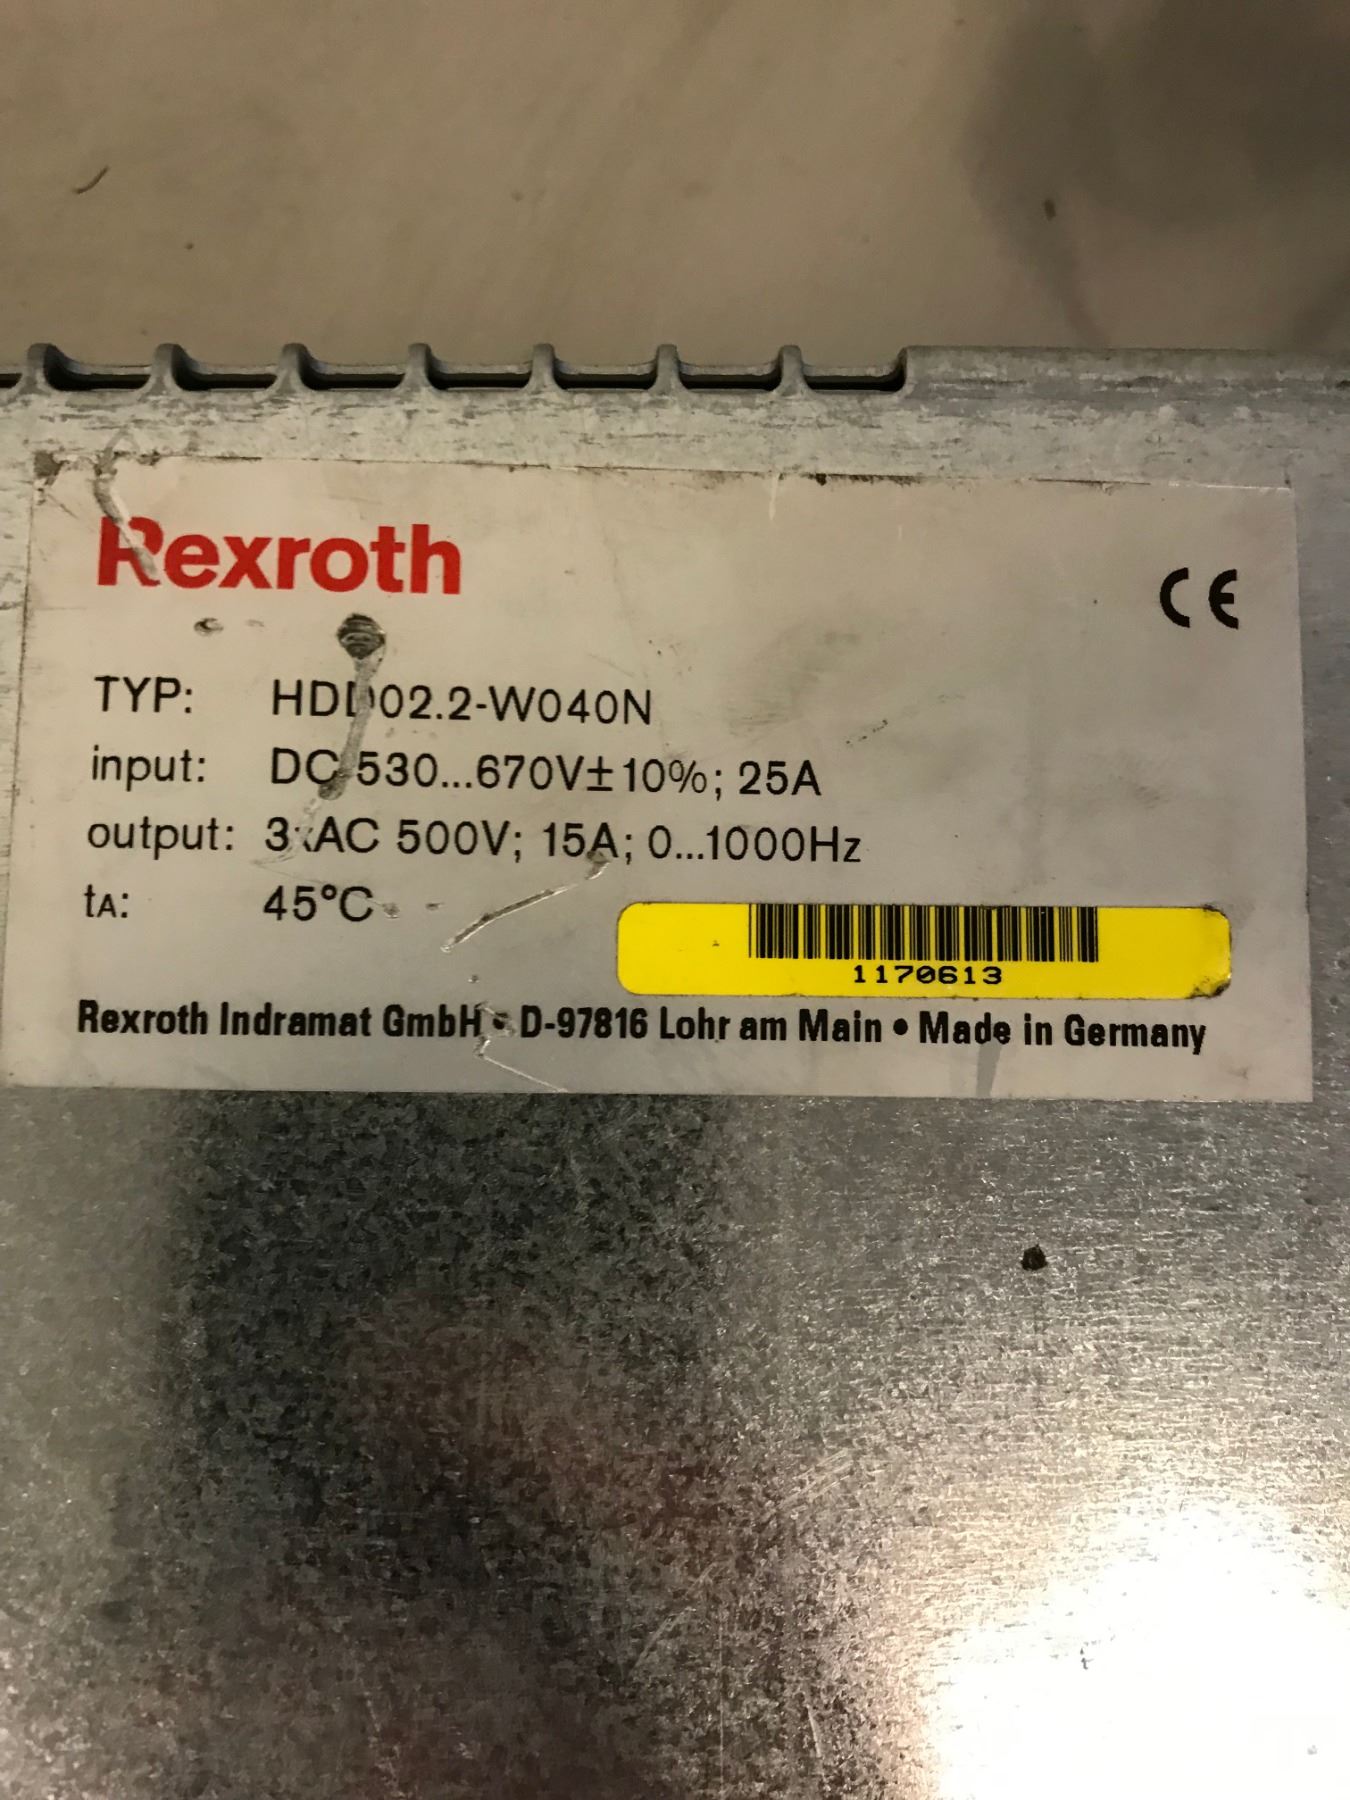 Rexroth
CE
TYP: HDD02.2-W040N
input: DC 530...670V±10%; 25A
output: 3xAC 500V; 15A; 0...1000Hz
tA: 45°C
1170613
Rexroth Indramat GmbH • D-97816 Lohr am Main • Made in Germany